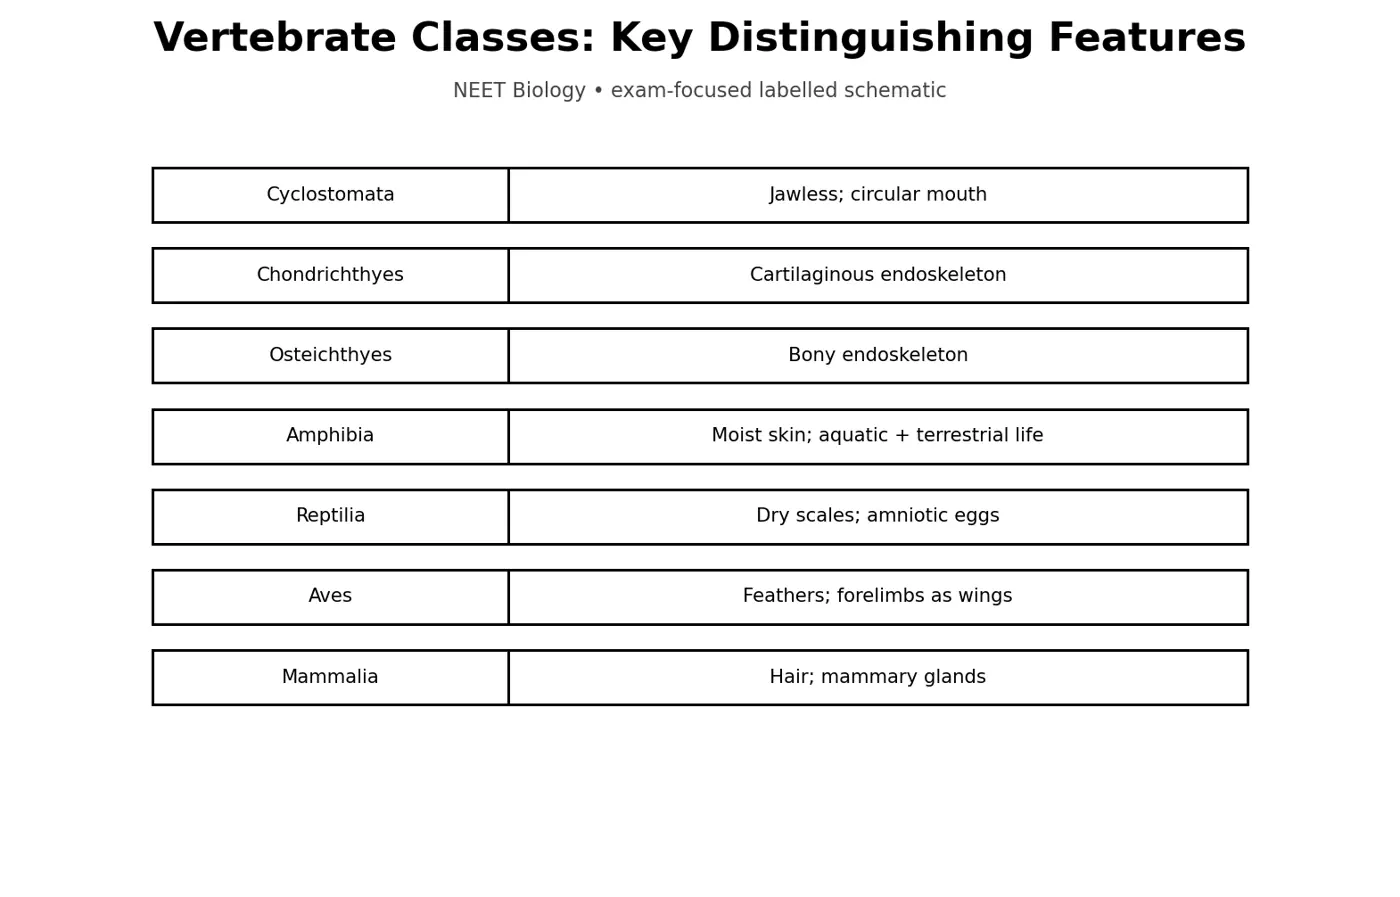 Vertebrate Classes: Key Distinguishing Features
NEET Biology • exam-focused labelled schematic
Cyclostomata
Jawless; circular mouth
Chondrichthyes
Cartilaginous endoskeleton
Osteichthyes
Bony endoskeleton
Amphibia
Moist skin; aquatic + terrestrial life
Reptilia
Dry scales; amniotic eggs
Aves
Feathers; forelimbs as wings
Mammalia
Hair; mammary glands